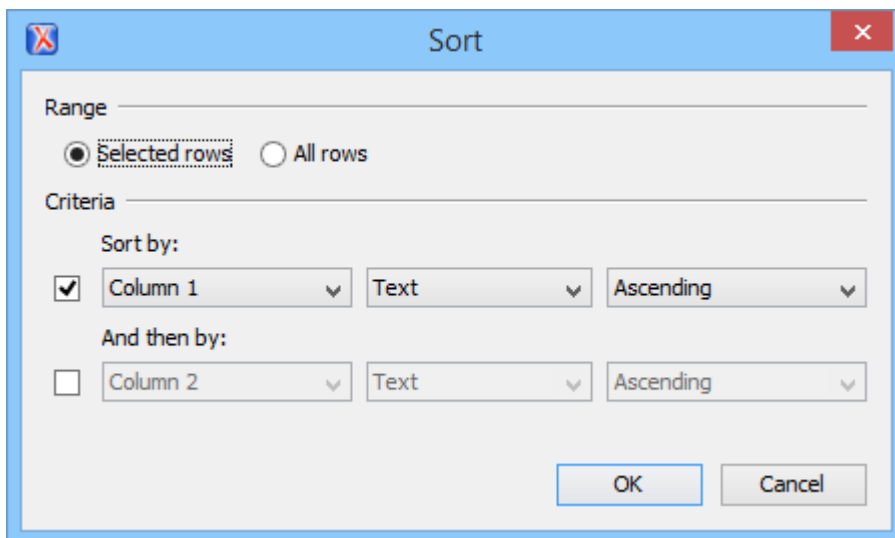 Sort
Range
Selected rows All rows
Criteria
Sort by:
Column 1 Text Ascending
And then by:
Column 2 Text Ascending
OK Cancel